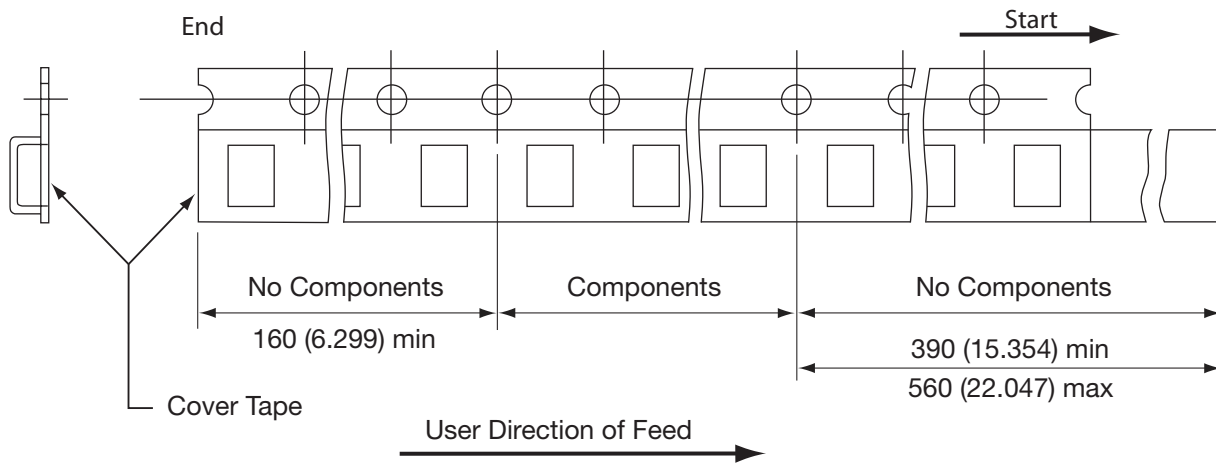 End
Start
No Components
Components
No Components
160 (6.299) min
390 (15.354) min
560 (22.047) max
Cover Tape
User Direction of Feed